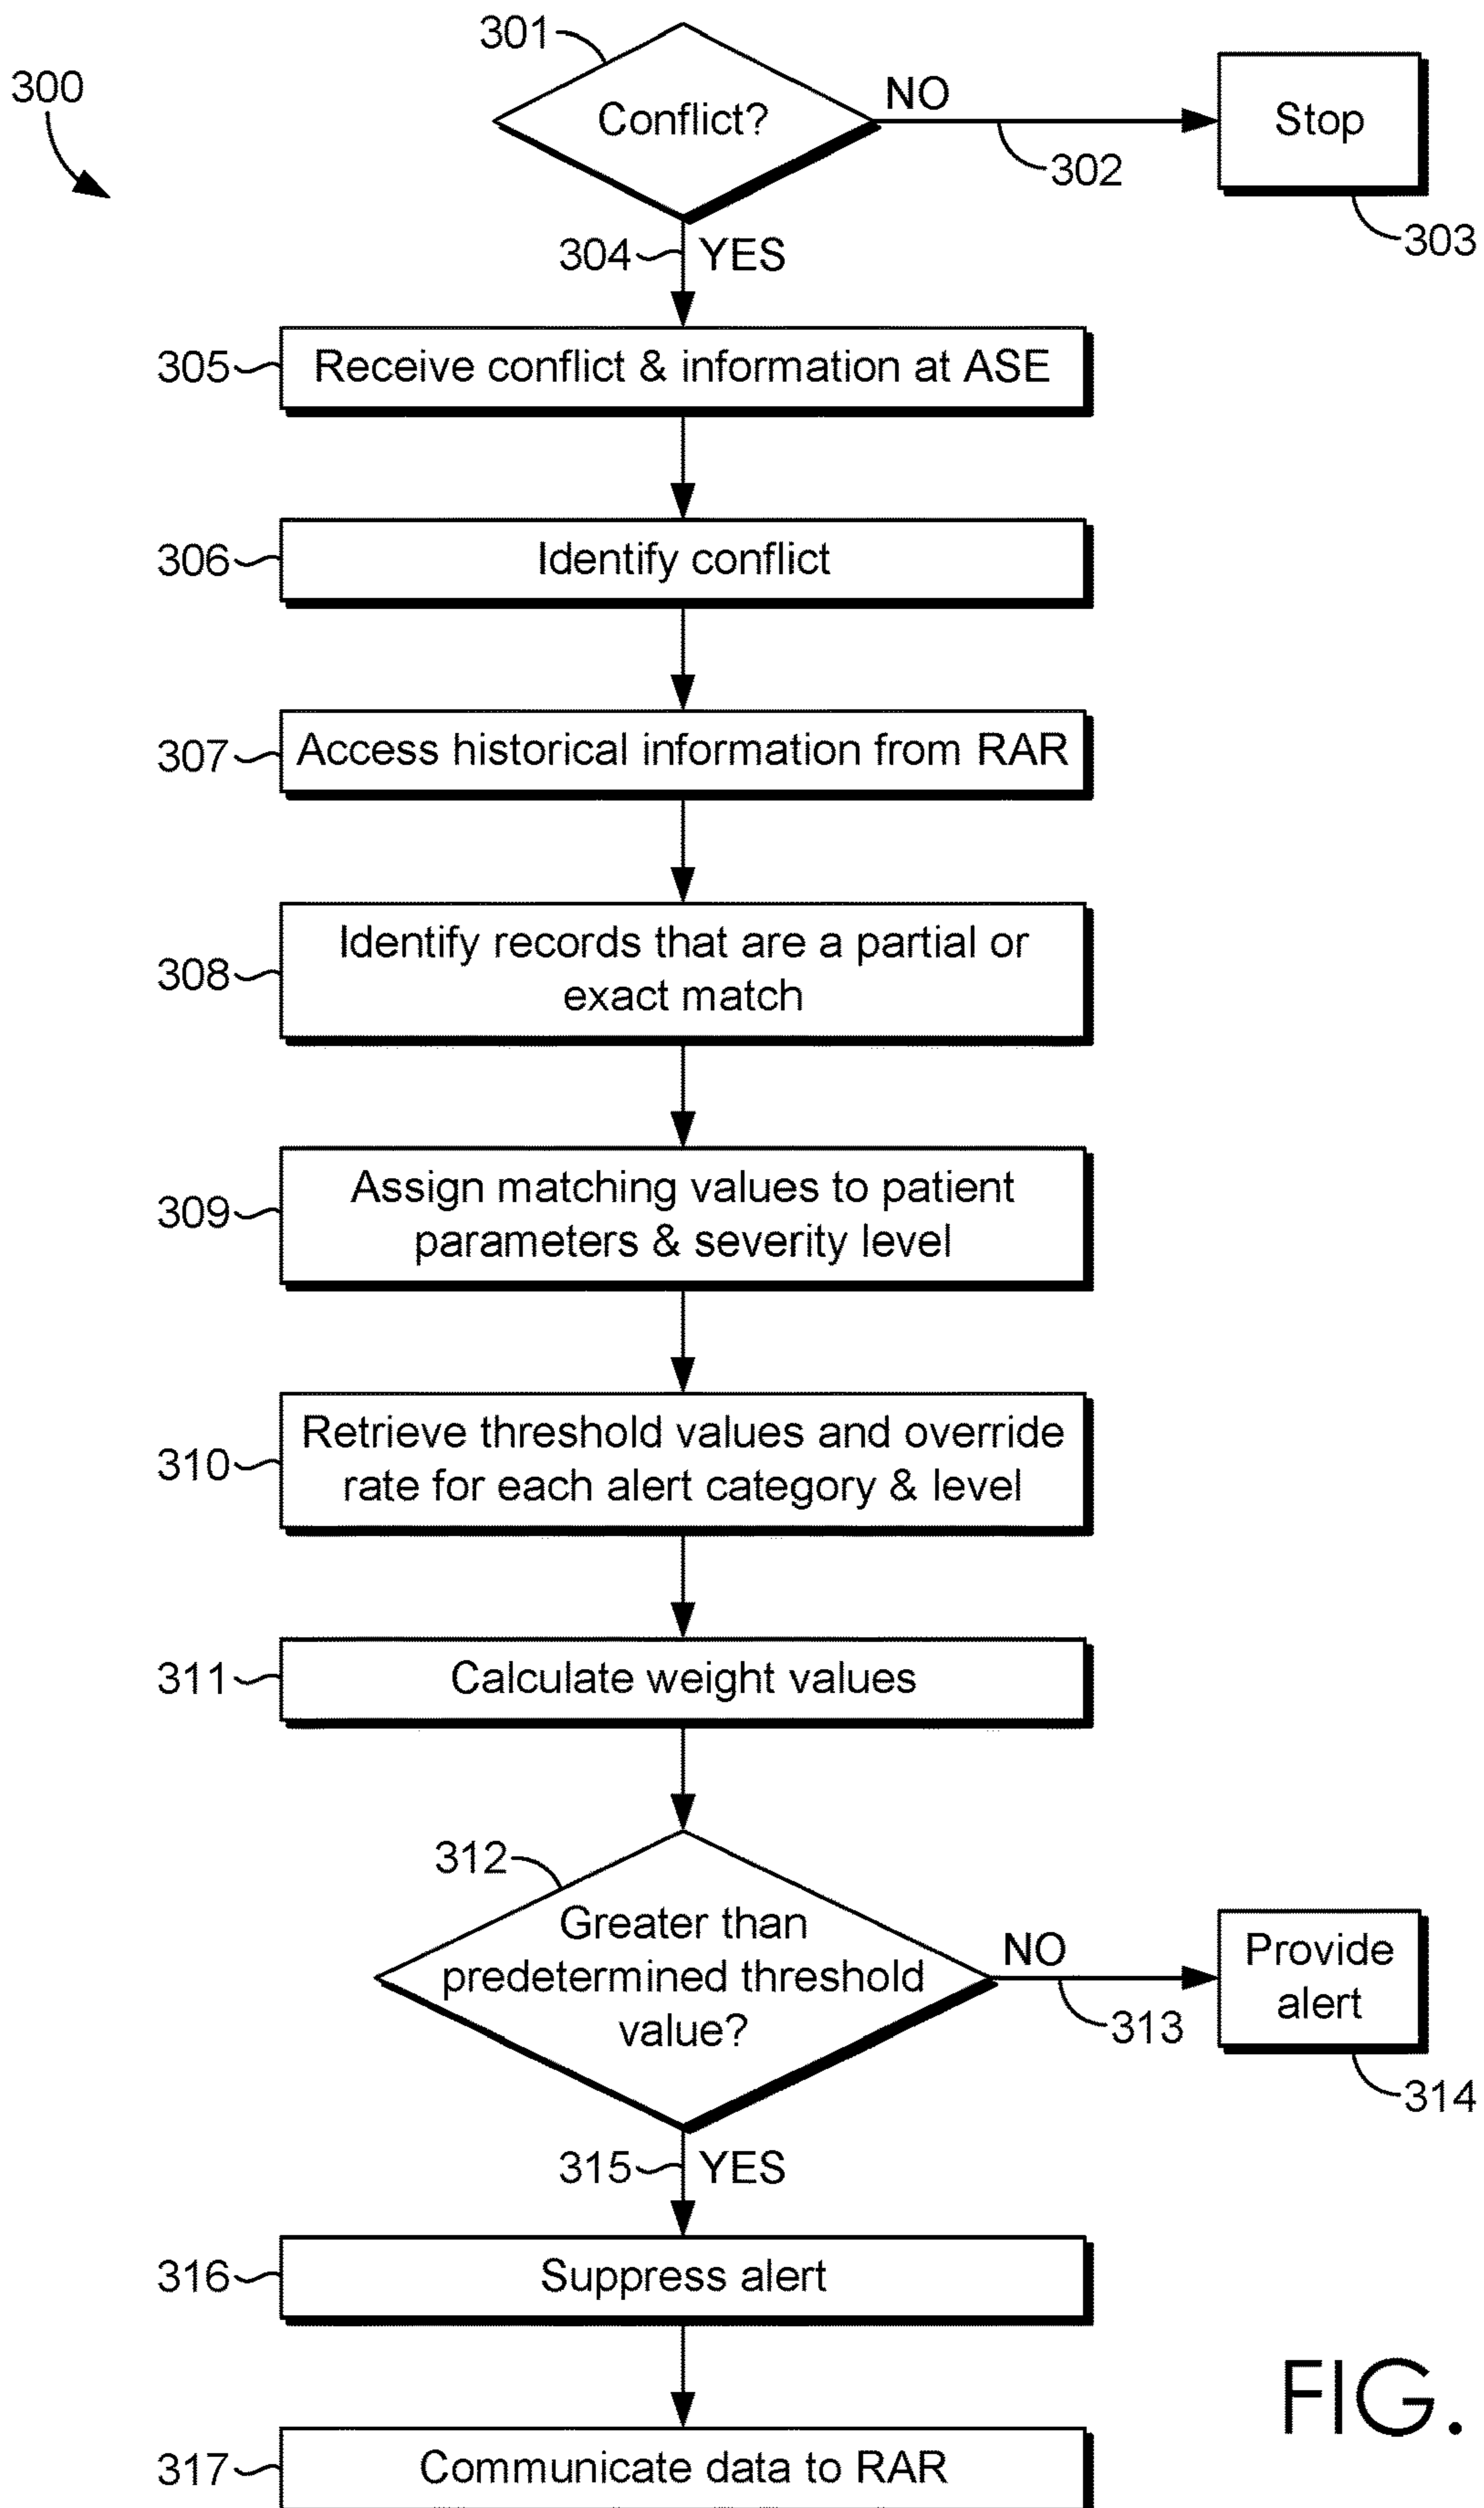 300
301
Conflict?
NO
302
Stop
303
304
YES
305
Receive conflict & information at ASE
306
Identify conflict
307
Access historical information from RAR
308
Identify records that are a partial or
exact match
309
Assign matching values to patient
parameters & severity level
310
Retrieve threshold values and override
rate for each alert category & level
311
Calculate weight values
312
Greater than
predetermined threshold
value?
NO
313
Provide
alert
314
315
YES
316
Suppress alert
317
Communicate data to RAR
FIG.